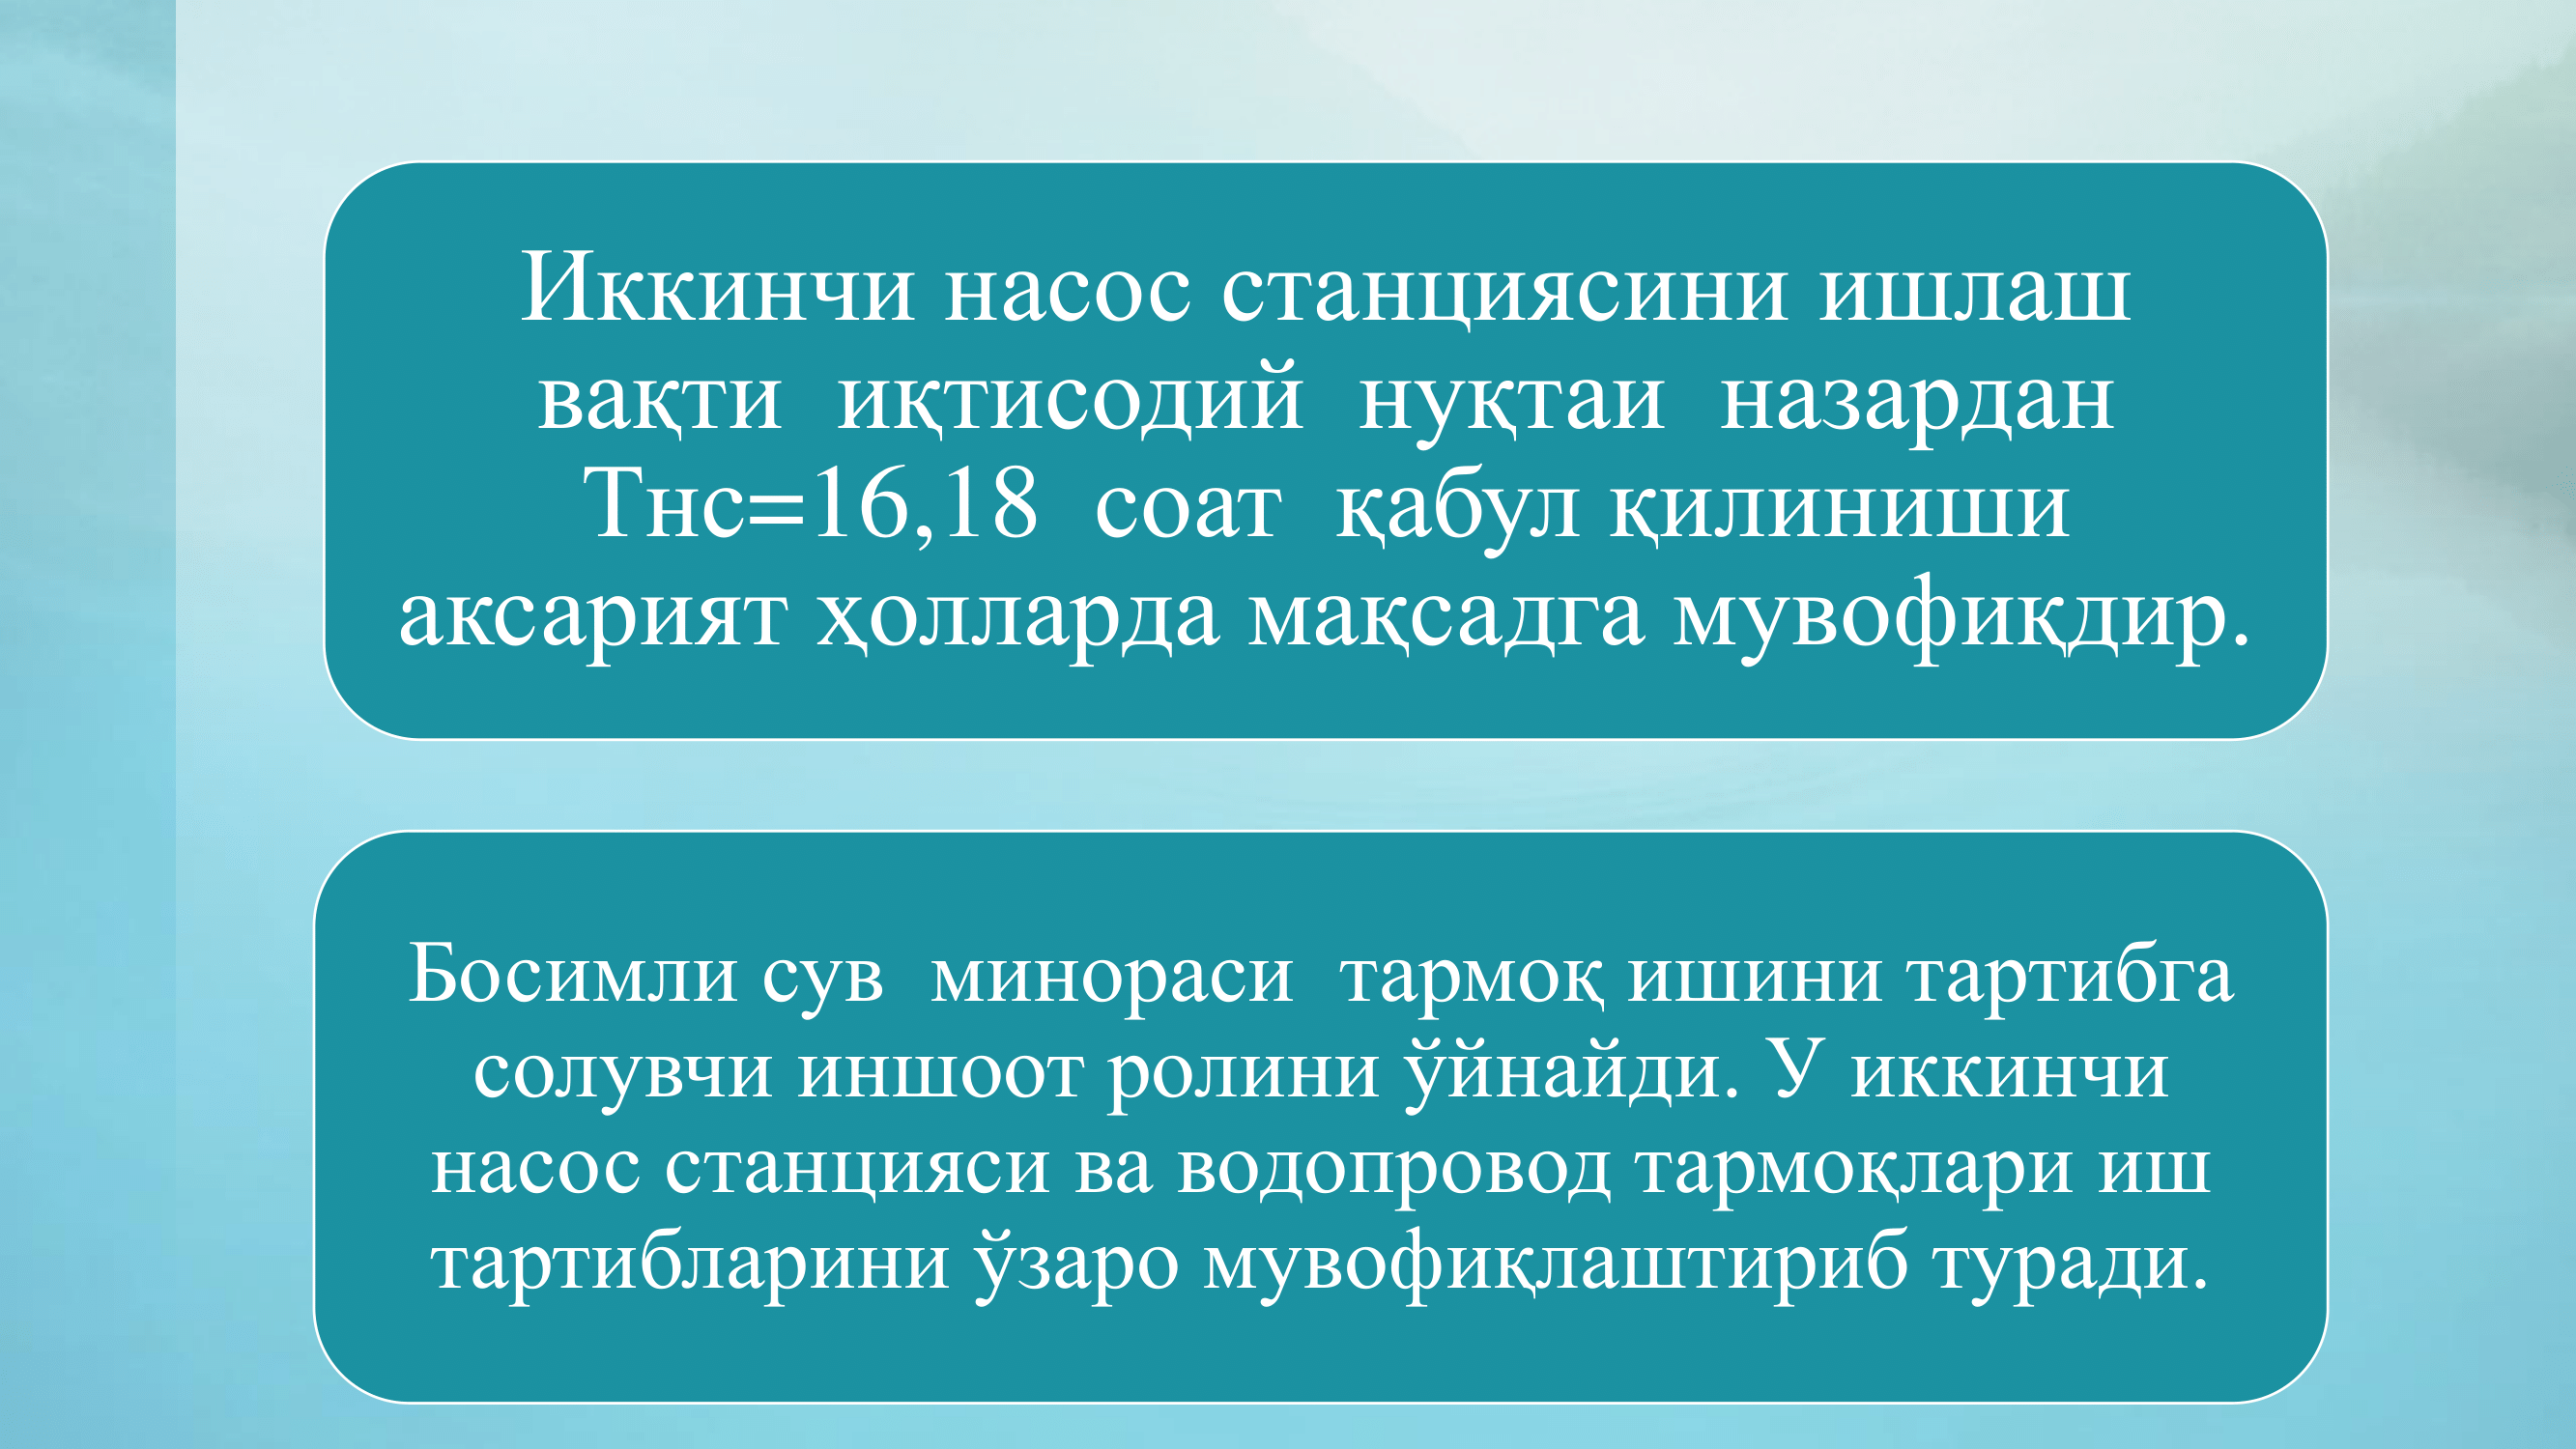 Иккинчи насос станциясини ишлаш
вақти иқтисодий нуқтаи назардан
Тнс=16,18 соат қабул қилиниши
аксарият ҳолларда мақсадга мувофиқдир.
Босимли сув минораси тармоқ ишини тартибга
солувчи иншоот ролини ўйнайди. У иккинчи
насос станцияси ва водопровод тармоқлари иш
тартибларини ўзаро мувофиқлаштириб туради.